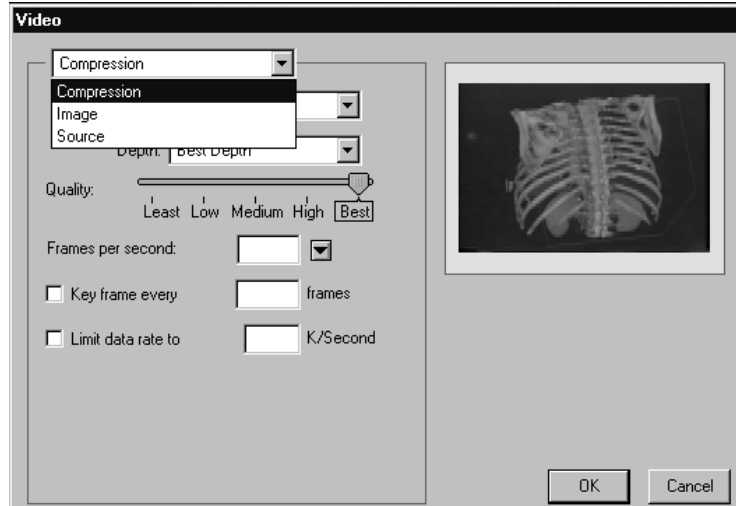 Video
Compression
Compression
Image
Source
Depth: Best Depth
Quality:
Least Low Medium High Best
Frames per second:
Key frame every frames
Limit data rate to K/Second
OK Cancel